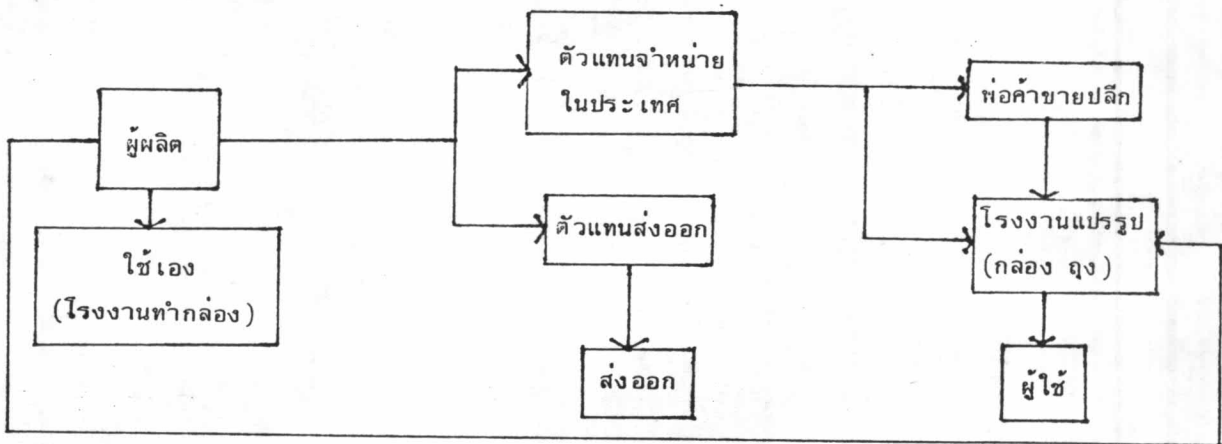 ผู้ผลิต
ใช้เอง
(โรงงานทำกล่อง)
ตัวแทนจำหน่าย
ในประเทศ
ตัวแทนส่งออก
ส่งออก
พ่อค้าขายปลีก
โรงงานแปรรูป
(กล่อง ถุง)
ผู้ใช้